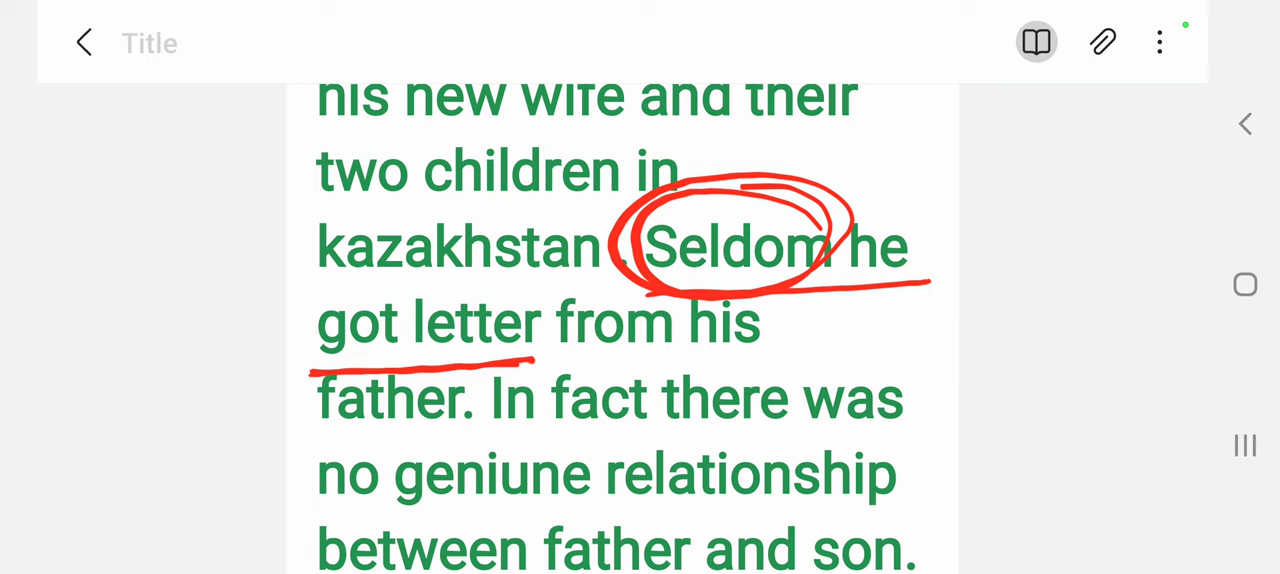 Title
his new wife and their
two children in
kazakhstan . Seldom he
got letter from his
father. In fact there was
no geniune relationship
between father and son.